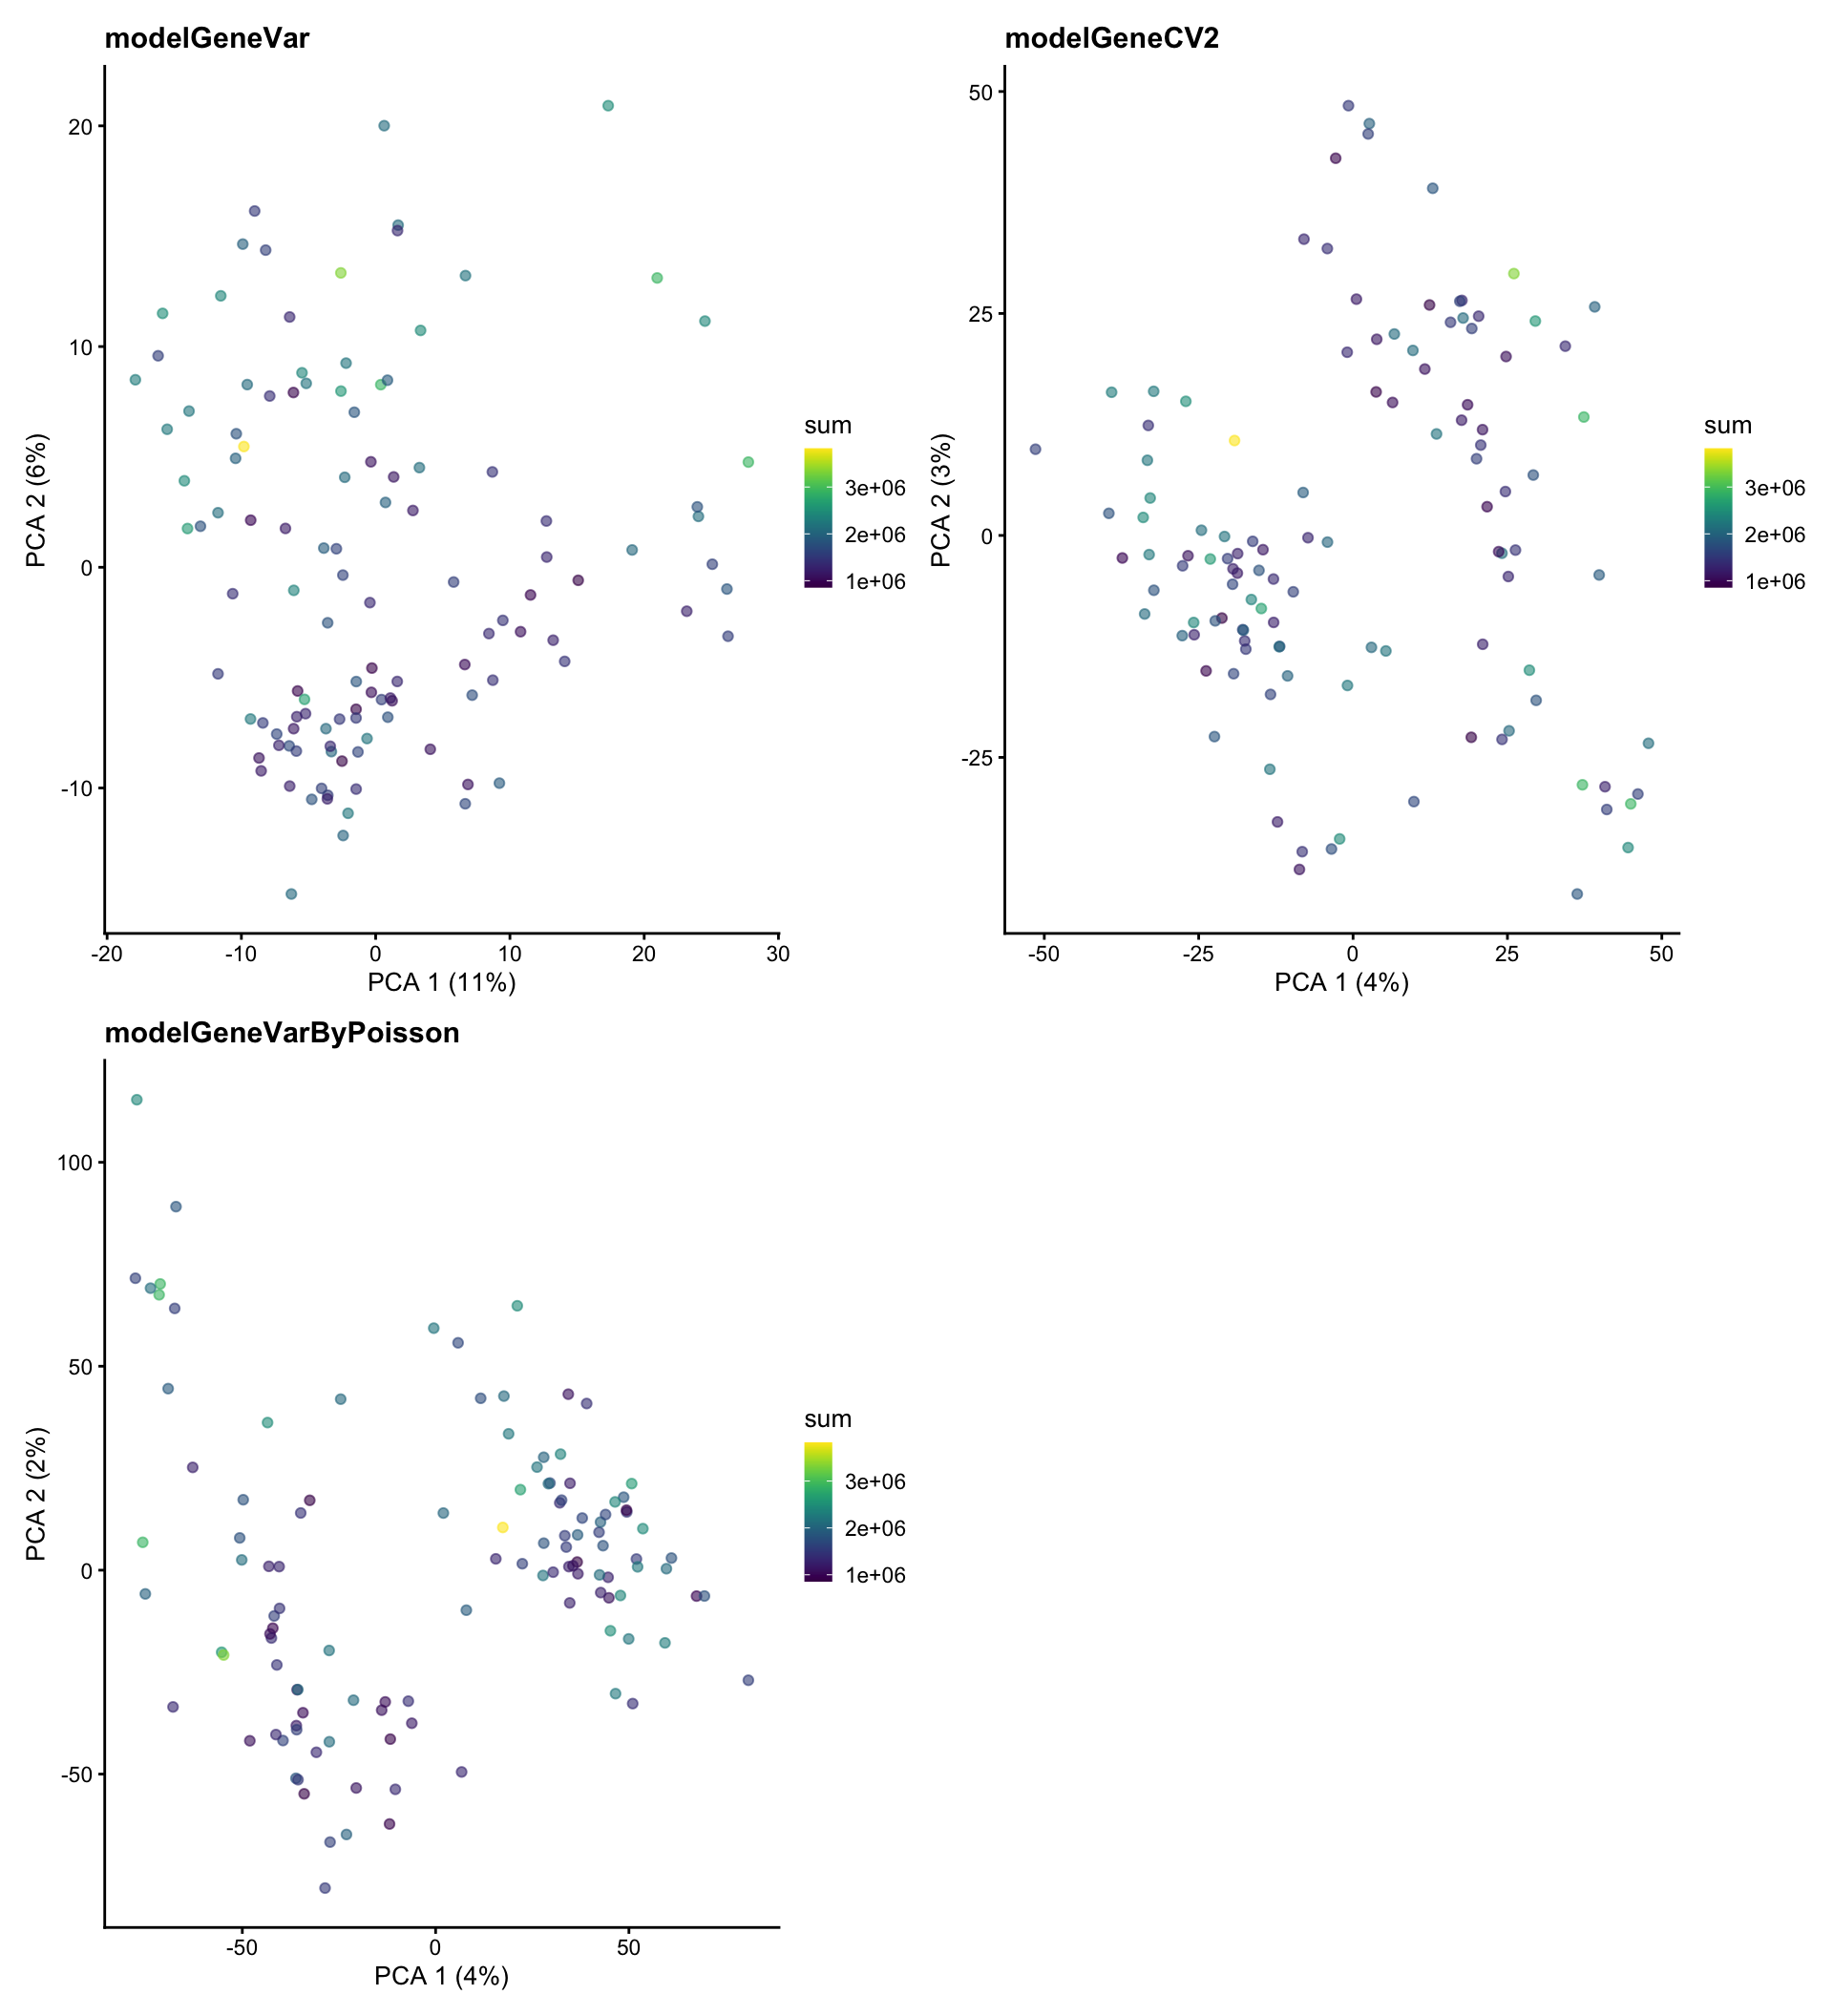 modelGeneVar
20
10
0
-10
-20
-10
0
10
20
30
PCA 1 (11%)
PCA 2 (6%)
sum
3e+06
2e+06
1e+06
modelGeneCV2
50
25
0
-25
-50
-25
0
25
50
PCA 1 (4%)
PCA 2 (3%)
sum
3e+06
2e+06
1e+06
modelGeneVarByPoisson
100
50
0
-50
-50
0
50
PCA 1 (4%)
PCA 2 (2%)
sum
3e+06
2e+06
1e+06